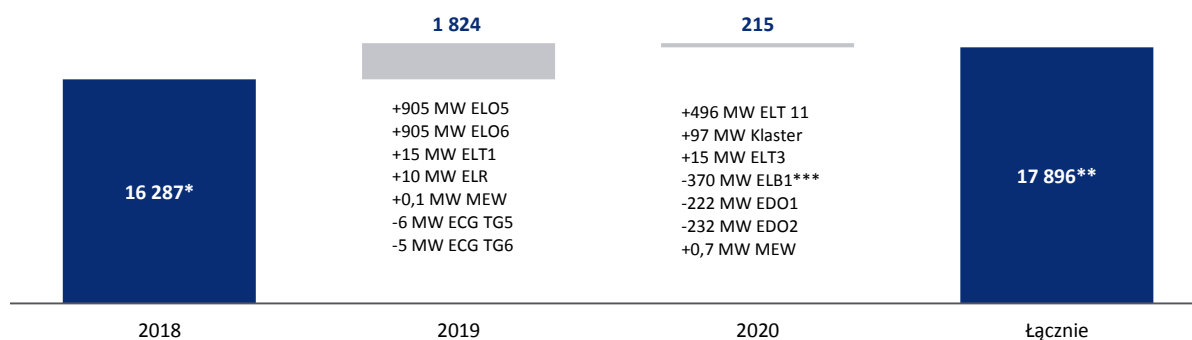 1 824
215
+905 MW ELO5
+905 MW ELO6
+15 MW ELT1
+10 MW ELR
+0,1 MW MEW
-6 MW ECG TG5
-5 MW ECG TG6
+496 MW ELT 11
+97 MW Klaster
+15 MW ELT3
-370 MW ELB1***
-222 MW EDO1
-232 MW EDO2
+0,7 MW MEW
16 287*
17 896**
2018
2019
2020
Łącznie